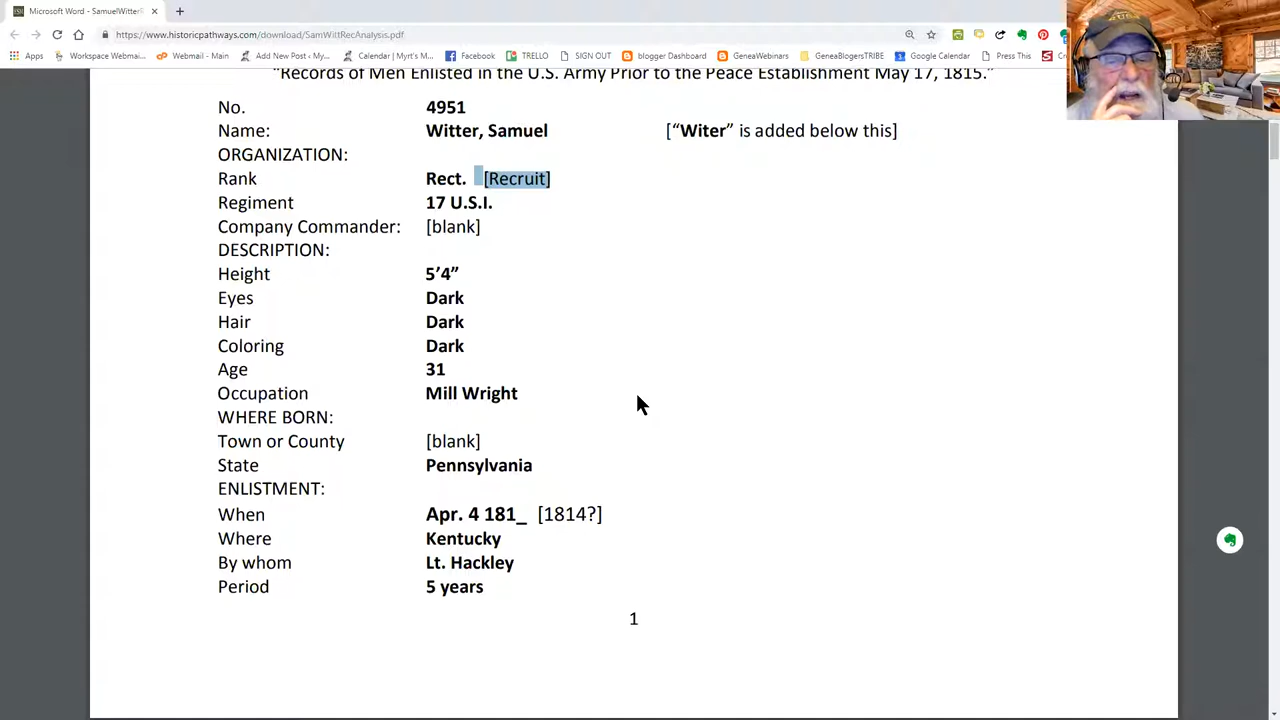 Microsoft Word - SamuelWitterR
https://www.historicpathways.com/download/SamWittRecAnalysis.pdf
Apps Workspace Webmai... Webmail - Main Add New Post ‹ My... Calendar | Myrt's M... Facebook TRELLO SIGN OUT blogger Dashboard GeneaWebinars GeneaBloggersTRIBE Google Calendar Press This
"Records of Men Enlisted in the U.S. Army Prior to the Peace Establishment May 17, 1815."
No. 4951
Name: Witter, Samuel ["Witer" is added below this]
ORGANIZATION:
Rank Rect. [Recruit]
Regiment 17 U.S.I.
Company Commander: [blank]
DESCRIPTION:
Height 5'4"
Eyes Dark
Hair Dark
Coloring Dark
Age 31
Occupation Mill Wright
WHERE BORN:
Town or County [blank]
State Pennsylvania
ENLISTMENT:
When Apr. 4 181_ [1814?]
Where Kentucky
By whom Lt. Hackley
Period 5 years
1